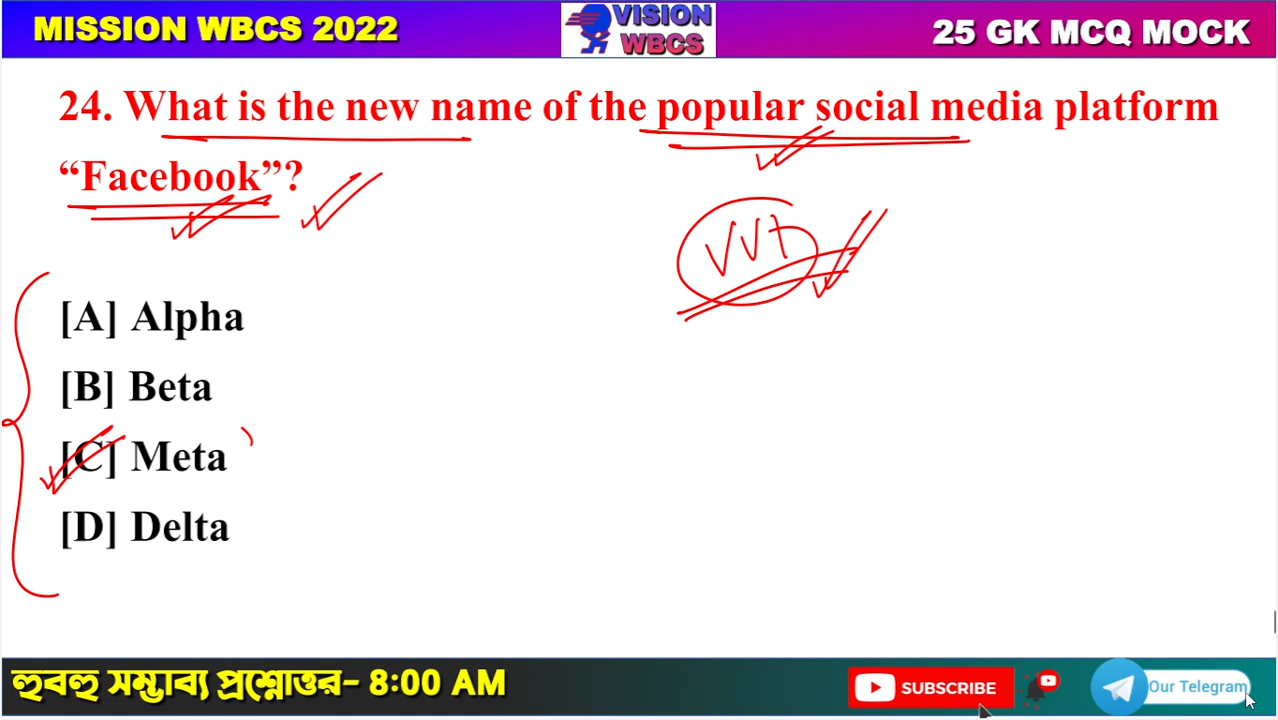 MISSION WBCS 2022
VISION
WBCS
25 GK MCQ MOCK
24. What is the new name of the popular social media platform
“Facebook”?
VVI
[A] Alpha
[B] Beta
[C] Meta
[D] Delta
হুবহু সম্ভাব্য প্রশ্নোত্তর- 8:00 AM
SUBSCRIBE
Our Telegram